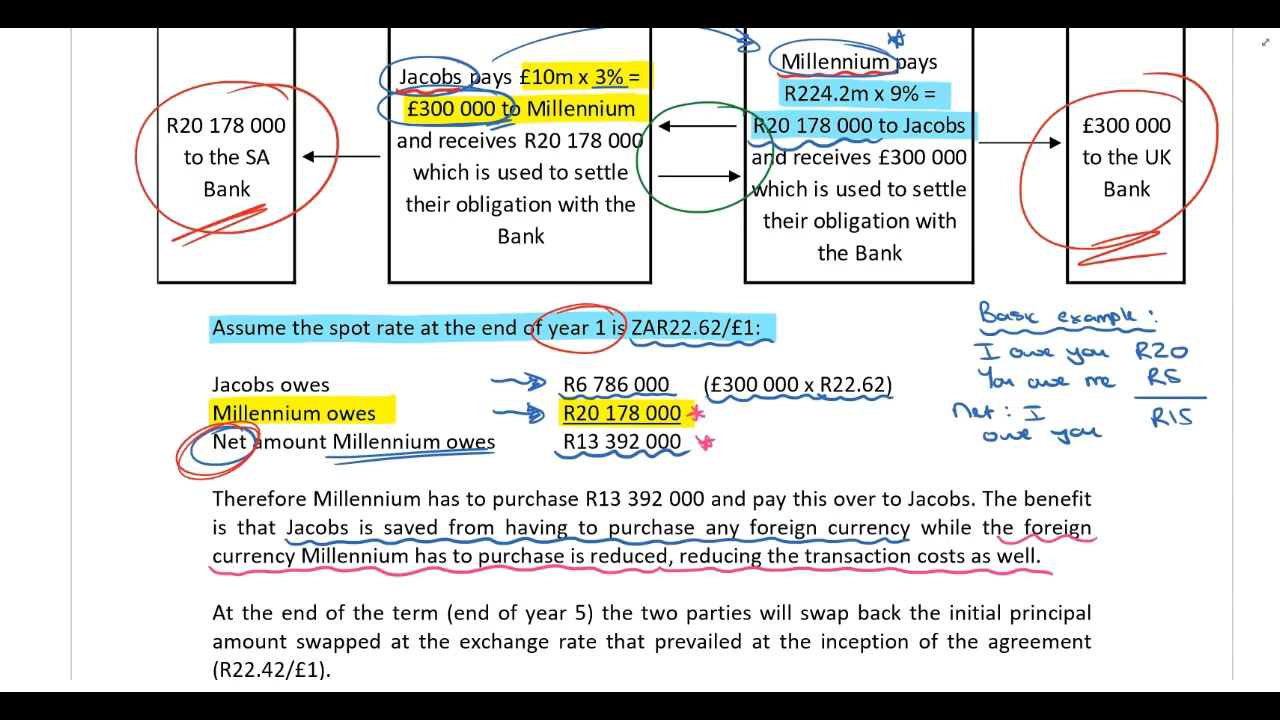 R20 178 000
to the SA
Bank
Jacobs pays £10m x 3% =
£300 000 to Millennium
and receives R20 178 000
which is used to settle
their obligation with the
Bank
Millennium pays
R224.2m x 9% =
R20 178 000 to Jacobs
and receives £300 000
which is used to settle
their obligation with
the Bank
£300 000
to the UK
Bank
Assume the spot rate at the end of year 1 is ZAR22.62/£1:
Jacobs owes R6 786 000 (£300 000 x R22.62)
Millennium owes R20 178 000
Net amount Millennium owes R13 392 000
Basic example:
I owe you R20
You owe me R5
Net: I owe you R15
Therefore Millennium has to purchase R13 392 000 and pay this over to Jacobs. The benefit
is that Jacobs is saved from having to purchase any foreign currency while the foreign
currency Millennium has to purchase is reduced, reducing the transaction costs as well.
At the end of the term (end of year 5) the two parties will swap back the initial principal
amount swapped at the exchange rate that prevailed at the inception of the agreement
(R22.42/£1).